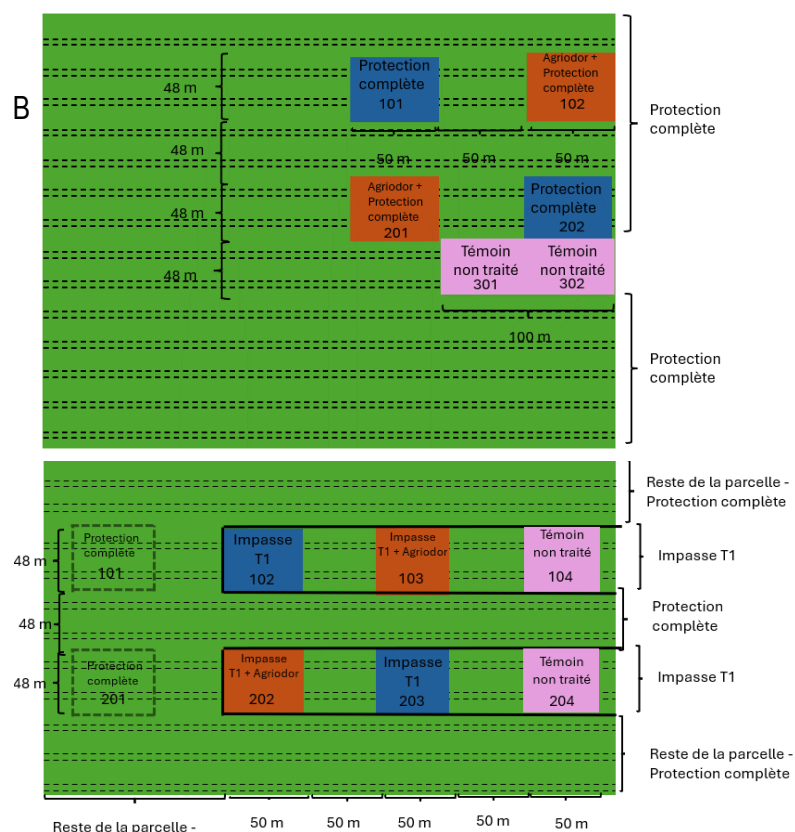 B
Protection
complète
101
Agriodor +
Protection
complète
102
48 m
Protection
complète
48 m
50 m
50 m
50 m
Agriodor +
Protection
complète
201
Protection
complète
202
48 m
Témoin
non traité
301
Témoin
non traité
302
48 m
100 m
Protection
complète
Reste de la parcelle -
Protection complète
Protection
complète
101
Impasse
T1
102
Impasse
T1 + Agriodor
103
Témoin
non traité
104
48 m
Impasse T1
48 m
Protection
complète
Protection
complète
201
Impasse
T1 + Agriodor
202
Impasse
T1
203
Témoin
non traité
204
48 m
Impasse T1
Reste de la parcelle -
Protection complète
50 m
50 m
50 m
50 m
50 m
Reste de la parcelle -